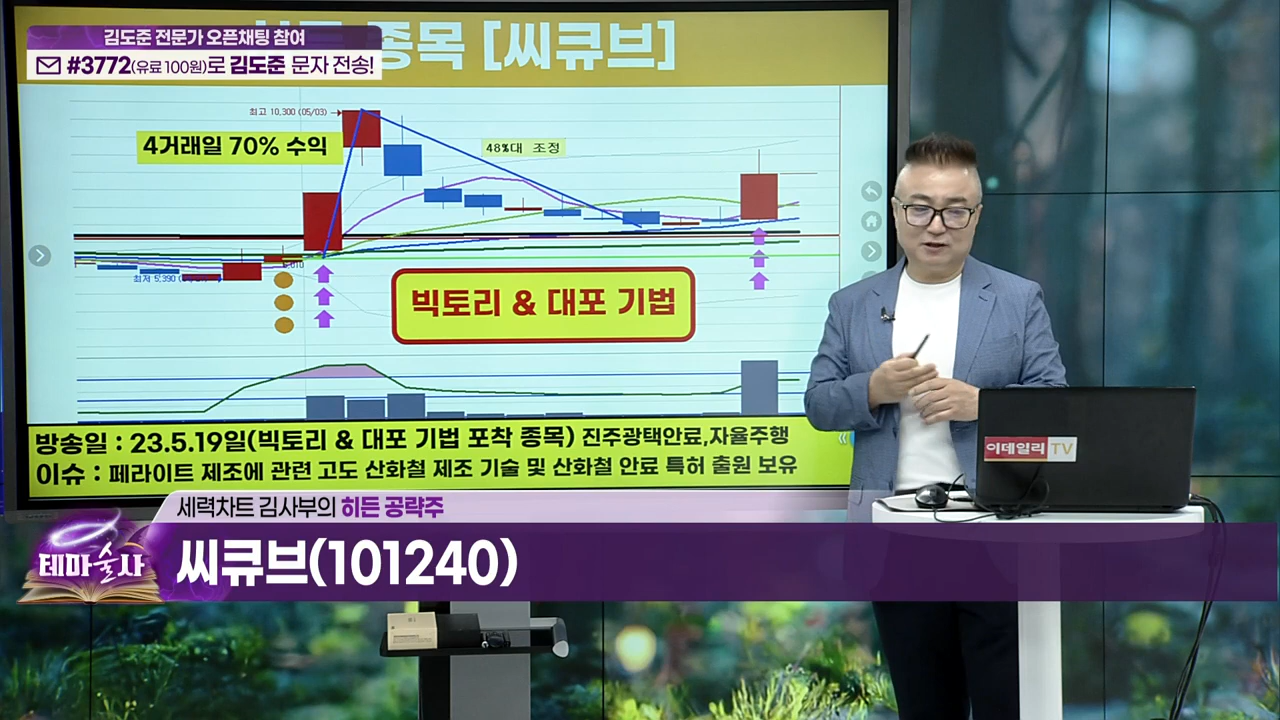 김도준 전문가 오픈채팅 참여
#3772(유료 100원)로 김도준 문자 전송!
종목 [씨큐브]
최고 10,300 (05/03)
4거래일 70% 수익
48%대 조정
최저 5,390
빅토리 & 대포 기법
방송일 : 23.5.19일(빅토리 & 대포 기법 포착 종목) 진주광택안료,자율주행
이슈 : 페라이트 제조에 관련 고도 산화철 제조 기술 및 산화철 안료 특허 출원 보유
이데일리 TV
세력차트 김사부의 히든 공략주
테마술사
씨큐브(101240)